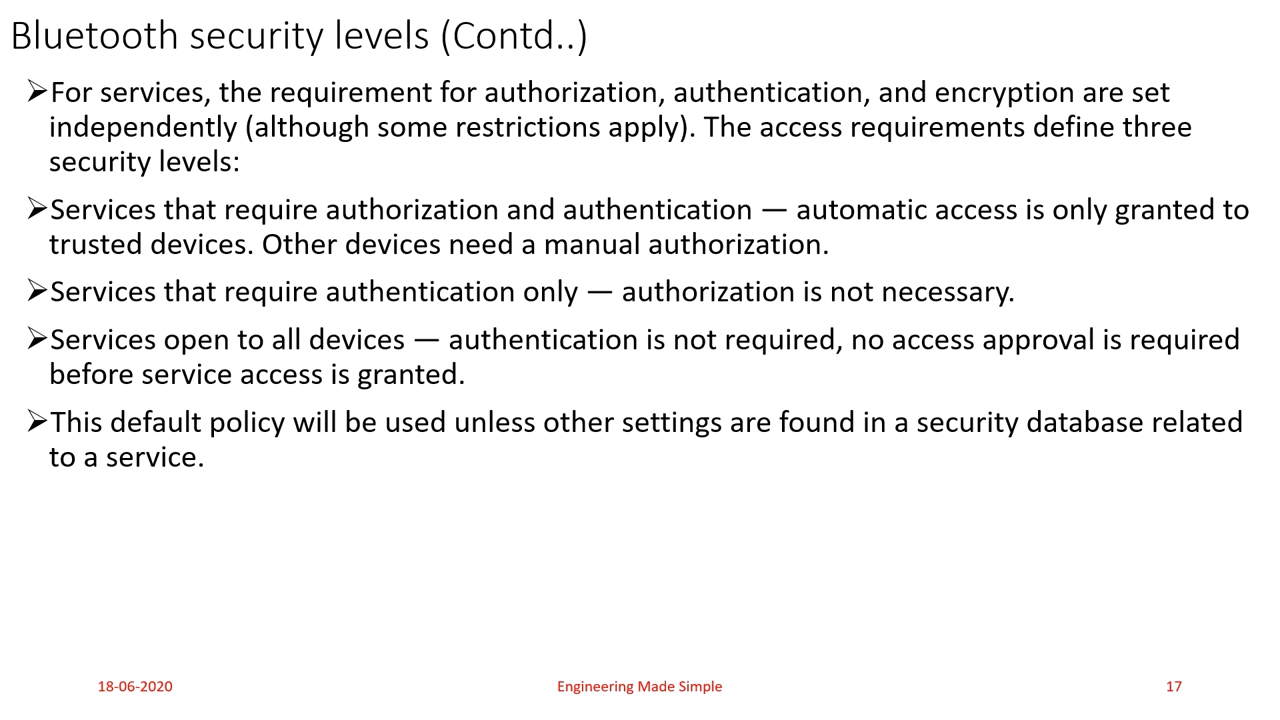 Bluetooth security levels (Contd..)
➢For services, the requirement for authorization, authentication, and encryption are set
independently (although some restrictions apply). The access requirements define three
security levels:
➢Services that require authorization and authentication — automatic access is only granted to
trusted devices. Other devices need a manual authorization.
➢Services that require authentication only — authorization is not necessary.
➢Services open to all devices — authentication is not required, no access approval is required
before service access is granted.
➢This default policy will be used unless other settings are found in a security database related
to a service.
18-06-2020
Engineering Made Simple
17